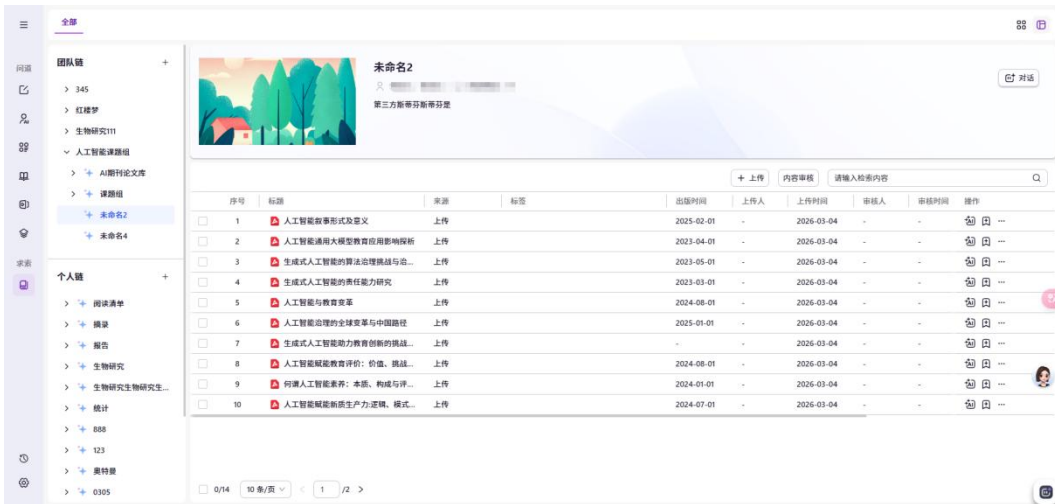 全部
问道
求索
团队链 +
345
红楼梦
生物研究111
人工智能课题组
AI期刊论文库
课题组
未命名2
未命名4
个人链 +
阅读清单
摘录
报告
生物研究
生物研究生物研究生...
统计
888
123
奥特曼
0305
未命名2
第三方斯蒂芬斯蒂芬是
对话
+ 上传 内容审核 请输入检索内容
序号 标题 来源 标签 出版时间 上传人 上传时间 审核人 审核时间 操作
1 人工智能叙事形式及意义 上传 2025-02-01 - 2026-03-04 - - AI ...
2 人工智能通用大模型教育应用影响探析 上传 2023-04-01 - 2026-03-04 - - AI ...
3 生成式人工智能的算法治理挑战与治... 上传 2023-05-01 - 2026-03-04 - - AI ...
4 生成式人工智能的责任能力研究 上传 2023-03-01 - 2026-03-04 - - AI ...
5 人工智能与教育变革 上传 2024-08-01 - 2026-03-04 - - AI ...
6 人工智能治理的全球变革与中国路径 上传 2025-01-01 - 2026-03-04 - - AI ...
7 生成式人工智能助力教育创新的挑战... 上传 - - 2026-03-04 - - AI ...
8 人工智能赋能教育评价：价值、挑战... 上传 2024-08-01 - 2026-03-04 - - AI ...
9 何谓人工智能素养：本质、构成与评... 上传 2024-01-01 - 2026-03-04 - - AI ...
10 人工智能赋能新质生产力:逻辑、模式... 上传 2024-07-01 - 2026-03-04 - - AI ...
0/14 10 条/页 1 /2